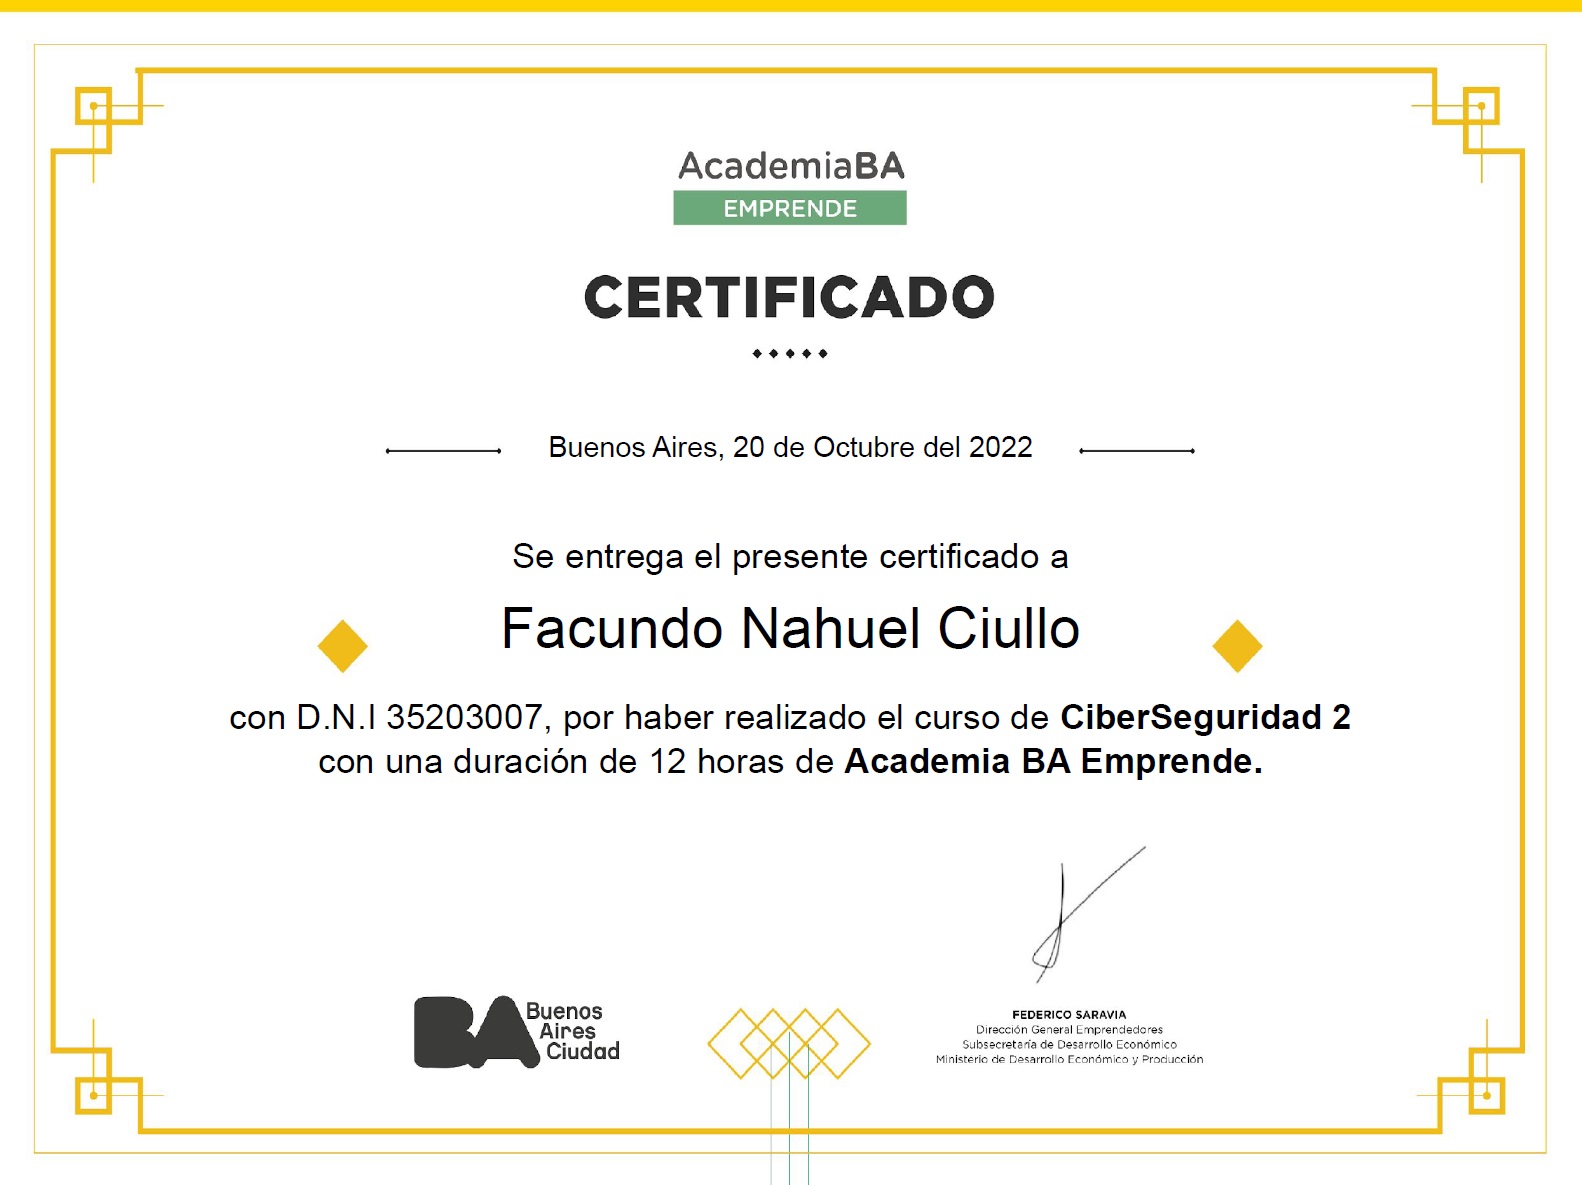 AcademiaBA
EMPRENDE
CERTIFICADO
Buenos Aires, 20 de Octubre del 2022
Se entrega el presente certificado a
Facundo Nahuel Ciullo
con D.N.I 35203007, por haber realizado el curso de CiberSeguridad 2
con una duración de 12 horas de Academia BA Emprende.
BA
Buenos
Aires
Ciudad
FEDERICO SARAVIA
Dirección General Emprendedores
Subsecretaría de Desarrollo Económico
Ministerio de Desarrollo Económico y Producción